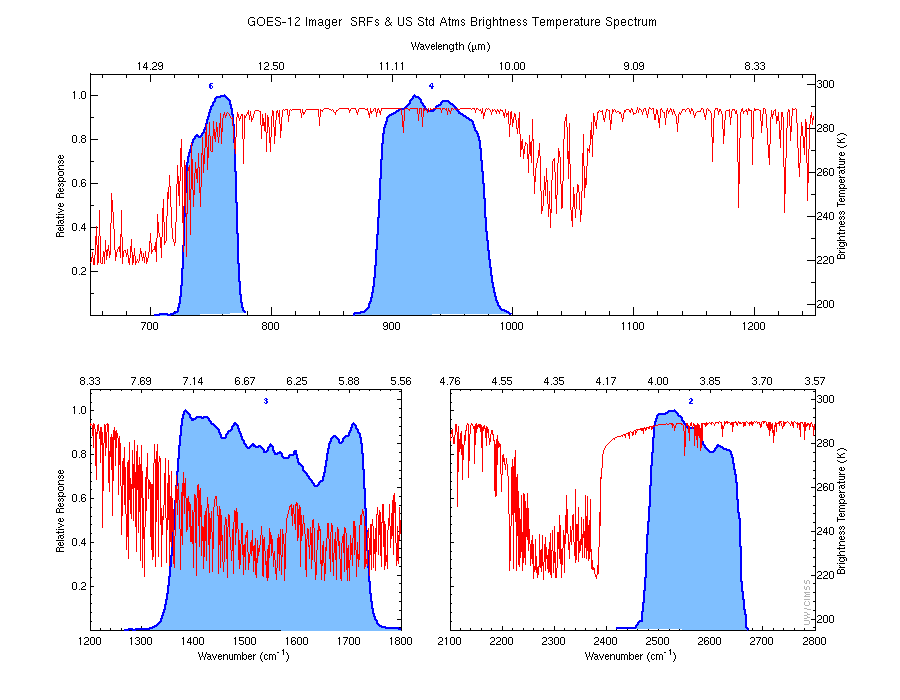 GOES-12 Imager  SRFs & US Std Atms Brightness Temperature Spectrum
Wavelength (μm)
14.29 12.50 11.11 10.00 9.09 8.33
6 4
Relative Response
1.0
0.8
0.6
0.4
0.2
300
280
260
240
220
200
Brightness Temperature (K)
700 800 900 1000 1100 1200
8.33 7.69 7.14 6.67 6.25 5.88 5.56
3
Relative Response
1.0
0.8
0.6
0.4
0.2
1200 1300 1400 1500 1600 1700 1800
Wavenumber (cm⁻¹)
4.76 4.55 4.35 4.17 4.00 3.85 3.70 3.57
2
300
280
260
240
220
200
Brightness Temperature (K)
UW/CIMSS
2100 2200 2300 2400 2500 2600 2700 2800
Wavenumber (cm⁻¹)